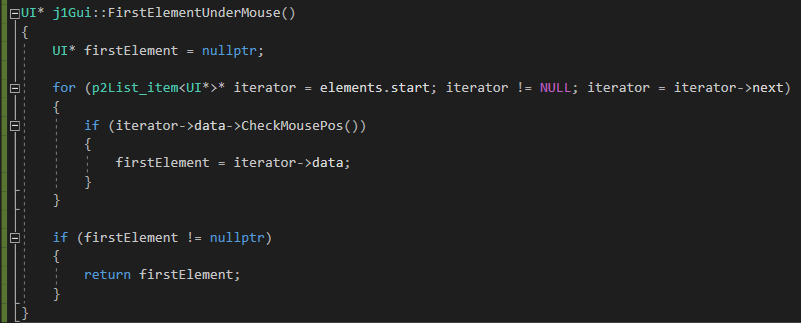 UI* j1Gui::FirstElementUnderMouse()
{
    UI* firstElement = nullptr;

    for (p2List_item<UI*>* iterator = elements.start; iterator != NULL; iterator = iterator->next)
    {
        if (iterator->data->CheckMousePos())
        {
            firstElement = iterator->data;
        }
    }

    if (firstElement != nullptr)
    {
        return firstElement;
    }
}